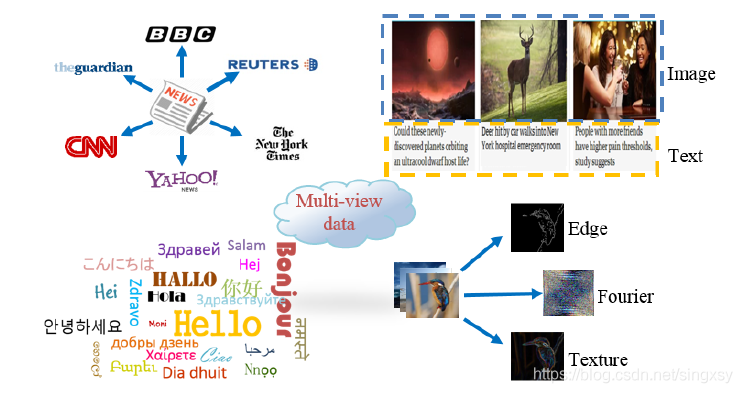 BBC
theguardian
REUTERS
NEWS
CNN
The
New York
Times
YAHOO!
NEWS
Image
Could these newly-
discovered planets orbiting
an ultracool dwarf host life?
Deer hit by car walks into New
York hospital emergency room
People with more friends
have higher pain thresholds,
study suggests
Text
Multi-view
data
Здравей
Salam
こんにちは
Hej
Bonjour
HALLO
你好
Hei
Zdravo
Hola
Здравствуйте
안녕하세요
Moni
Hello
नमस्ते
добры дзень
Χαίρετε
Ciao
مرحبا
Բարեւ
Dia dhuit
Nnọọ
Edge
Fourier
Texture
https://blog.csdn.net/singxsy